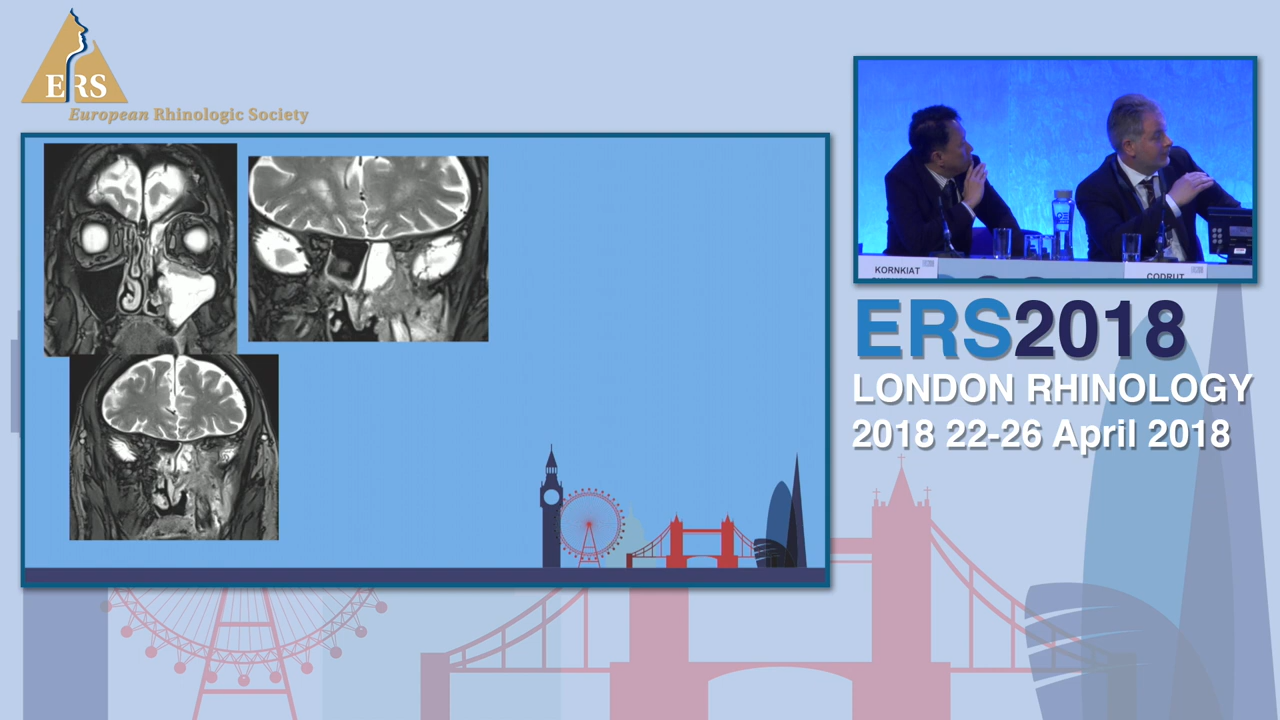 ERS
European Rhinologic Society
KORNKIAT
CODRUT
ERS2018
LONDON RHINOLOGY
2018 22-26 April 2018